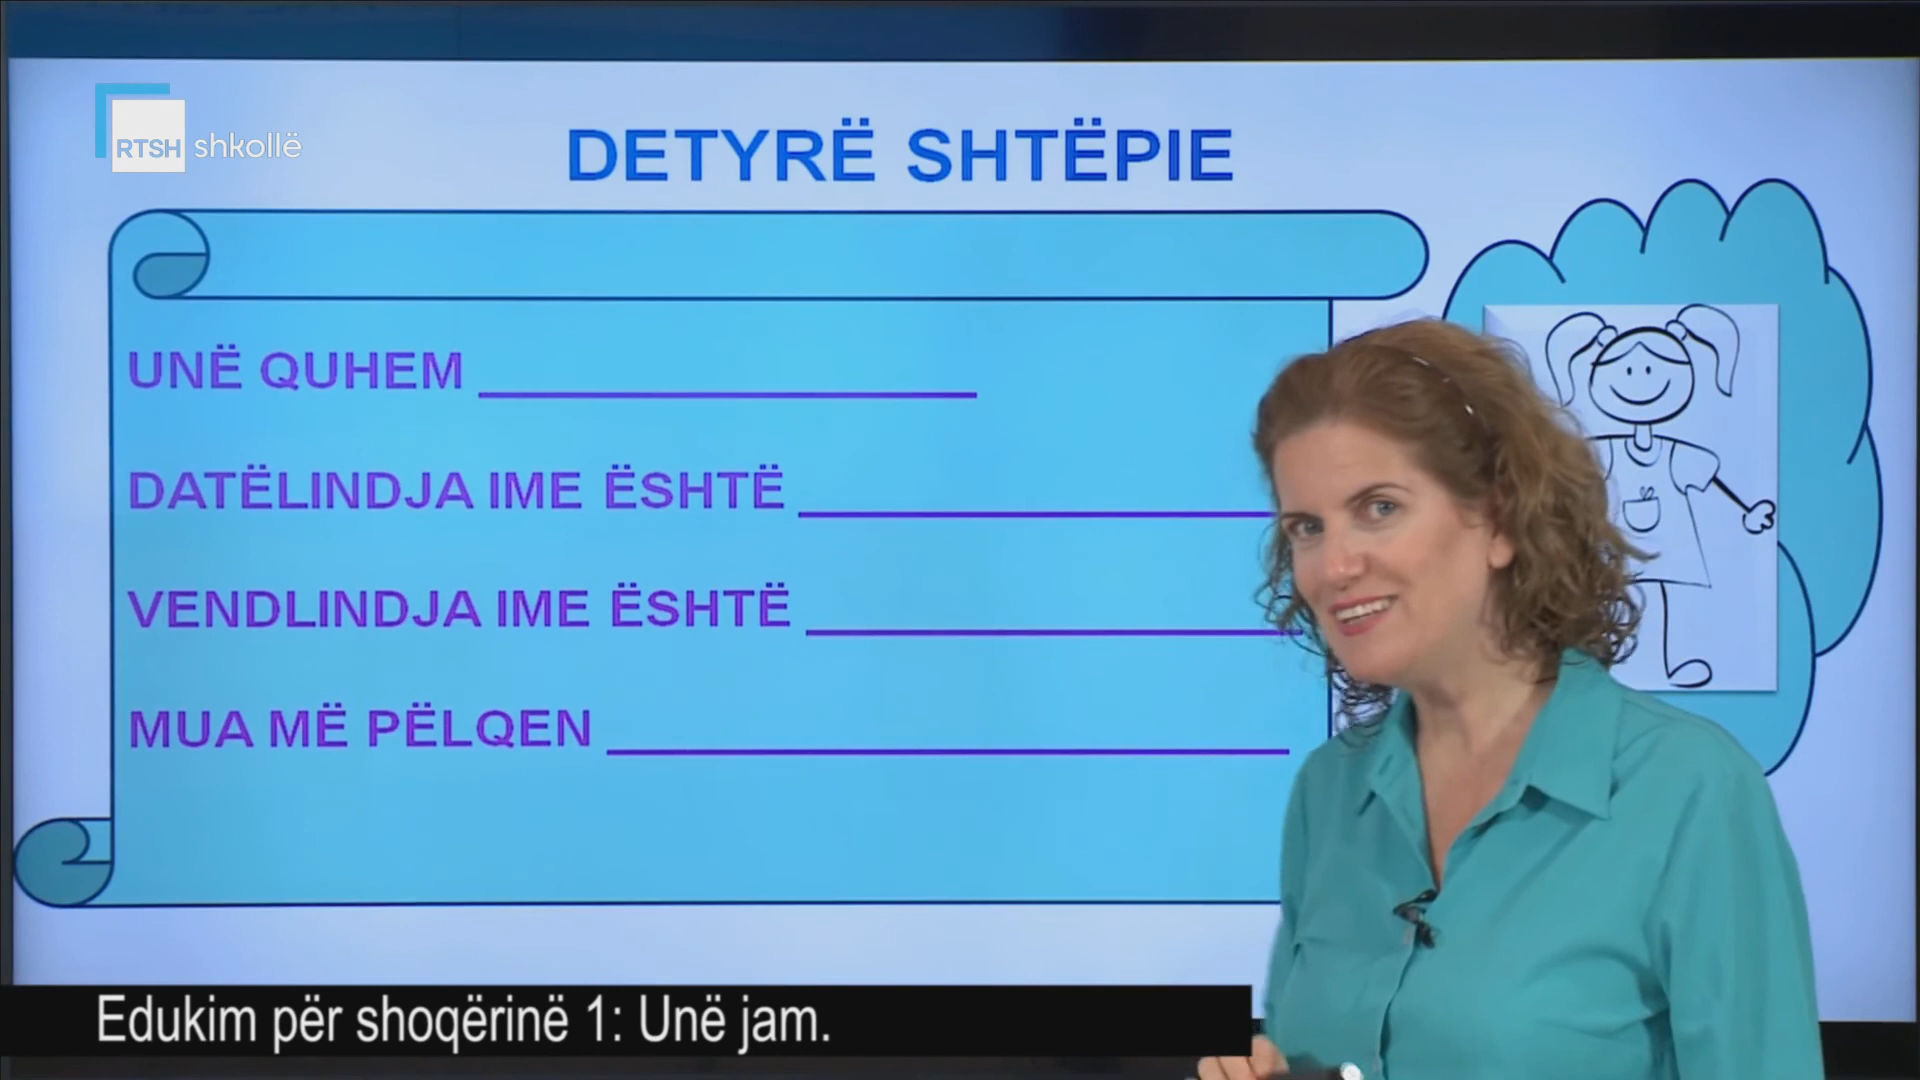 RTSH shkollë
DETYRË SHTËPIE
UNË QUHEM
DATËLINDJA IME ËSHTË
VENDLINDJA IME ËSHTË
MUA MË PËLQEN
Edukim për shoqërinë 1: Unë jam.